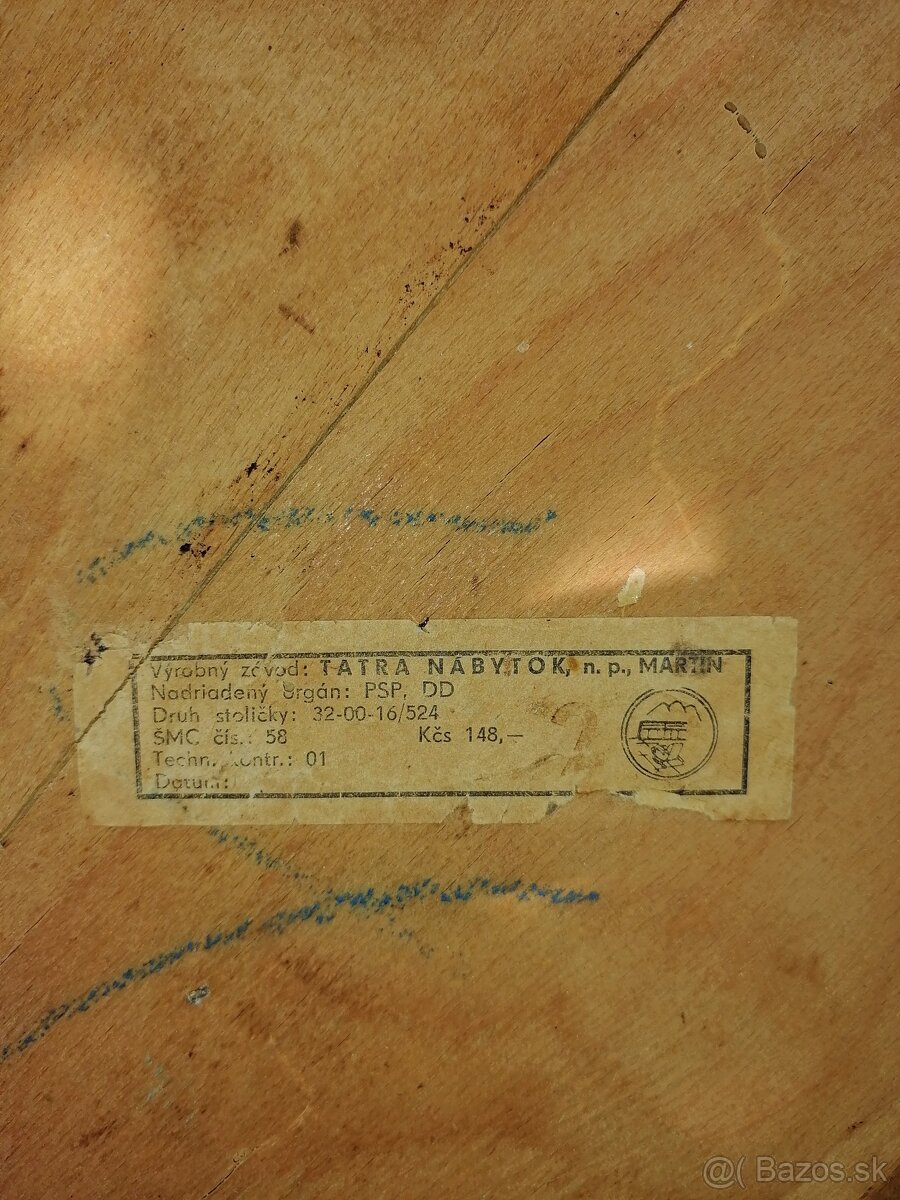 Výrobný závod: TATRA NÁBYTOK, n. p., MARTIN
Nadriadený orgán: PSP, DD
Druh stoličky: 32-00-16/524
ŠMC čís.: 58 Kčs 148,—
Techn. kontr.: 01
Datum:
@( Bazos.sk